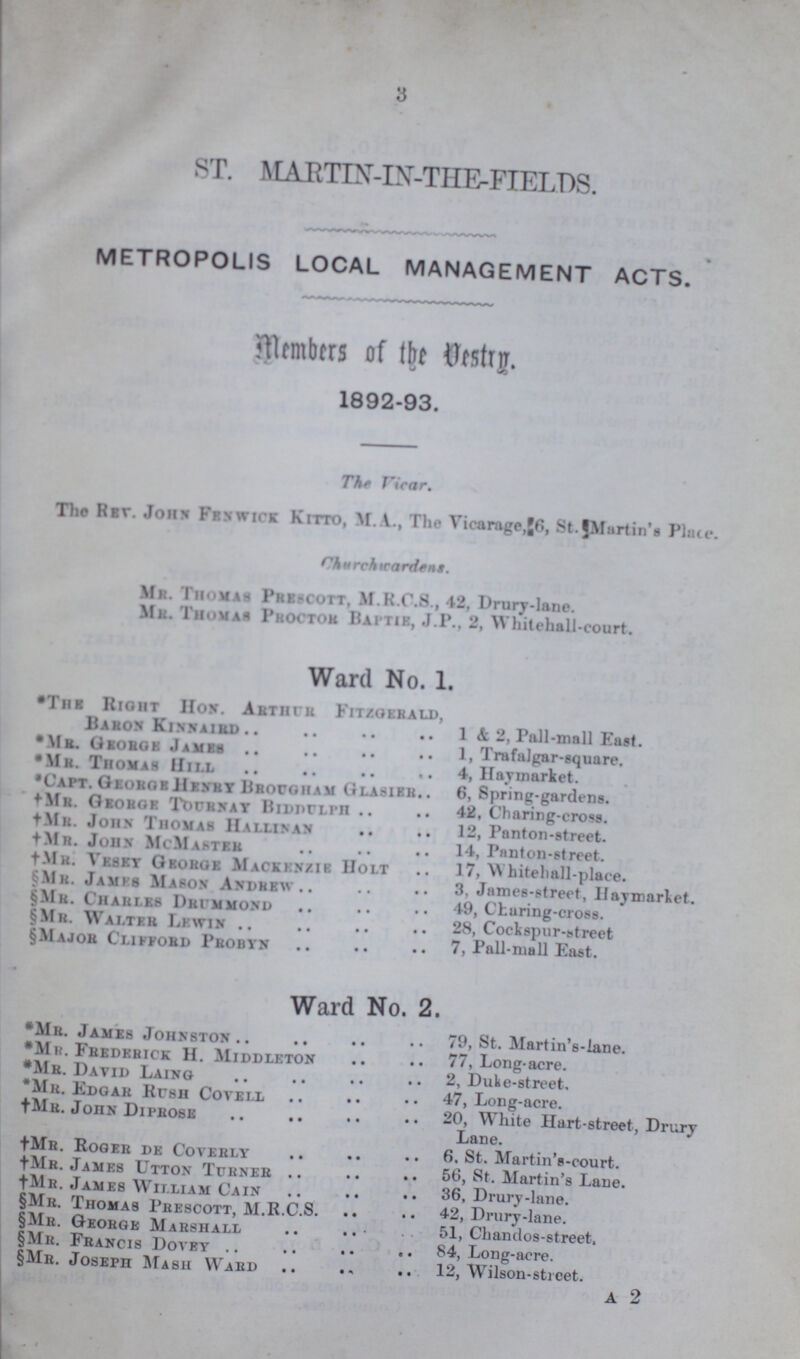 3
ST. MARTIN-IN-THE-FIELDS.
METROPOLIS LOCAL MANAGEMENT ACTS.
Members of the Vestry.
1892-93.
The Vicar.
The Rev. John Fenwick Kitto, M.A., The Vicarage, 6, St. Martin's Place.
Churchwardens.
Mr. Thomas Prescott, M.R.C.S., 42, Drury-lane.
Mr. Thomas Proctor Baptie, J.P., 2, Whitehall-court.
Ward No. 1.
*The Right Hon. Arthur Fitzgerald,
Baron Kinnaird .. .. .. .. 1 & 2, Pall-mall East.
*Mr. George James .. .. .. .. 1, Trafalgar-square.
*Mr. Thomas Hill .. .. .. .. 4, Haymarket.
*Capt. George Henry Brougham Glasier.. 6, Spring-gardens.
†Mr. George Tournay Biddulph .. .. 42, Charing-cross.
†Mr. John Thomas Hallinan .. .. 12, Panton-street.
†Mr. John McMaster .. .. .. 14, Panton-street.
†Mr. Vesey George Mackenzie Holt .. 17, Whitehall-place.
§Mr. James Mason Andrew .. .. .. 3, James-street, Haymarket.
§Mr. Charles Drummond .. .. .. 49, Charing-cross.
§Mr. Walter Lewin .. .. .. .. 28, Cockspur-street
§Major Clifford Probyn .. .. .. 7, Pall-mall East.
Ward No. 2.
*Mr. James Johnston .. .. .. .. 79, St. Martin's-lane.
*Mr. Frederick H. Middleton .. .. 77, Long-acre.
*Mr. David Laing .. .. .. .. 2, Duke-street.
*Mr. Edgar Rush Covell .. .. .. 47, Long-acre.
†Mr. John Diprose .. .. .. .. 20, White Hart-street, Drury
Lane.
†Mr. Roger de Coverly .. .. .. 6, St. Martin's-court.
†Mr. James Utton Turner .. .. .. 56, St. Martin's Lane.
†Mr. James William Cain .. .. .. 36, Drury-lane.
§Mr. Thomas Prescott, M.R.C.S. .. .. 42, Drury-lane.
§Mr. George Marshall .. .. .. 51, Chandos-street.
§Mr. Francis Dovey .. .. .. .. 84, Long-acre.
§Mr. Joseph Mash Ward .. .. .. 12, Wilson-street.
A 2